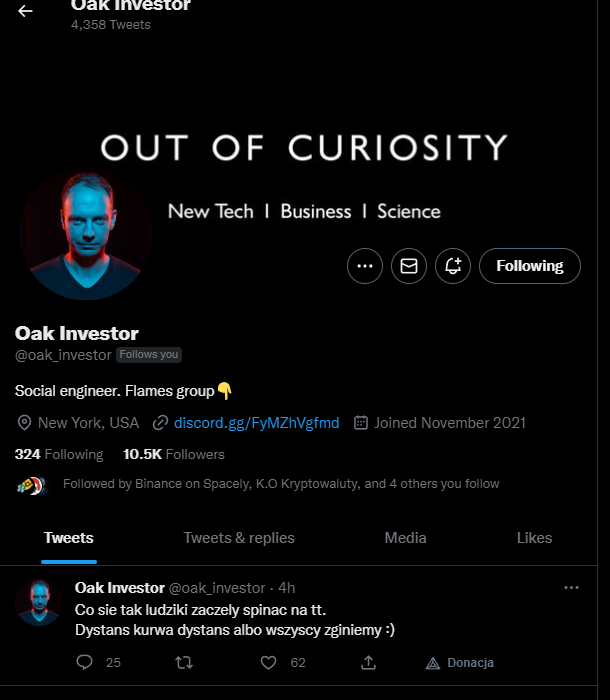 Oak Investor
4,358 Tweets
OUT OF CURIOSITY
New Tech I Business I Science
Following
Oak Investor
@oak_investor Follows you
Social engineer. Flames group👇
New York, USA discord.gg/FyMZhVgfmd Joined November 2021
324 Following 10.5K Followers
Followed by Binance on Spacely, K.O Kryptowaluty, and 4 others you follow
Tweets Tweets & replies Media Likes
Oak Investor @oak_investor · 4h
Co sie tak ludziki zaczely spinac na tt.
Dystans kurwa dystans albo wszyscy zginiemy :)
25 62 Donacja